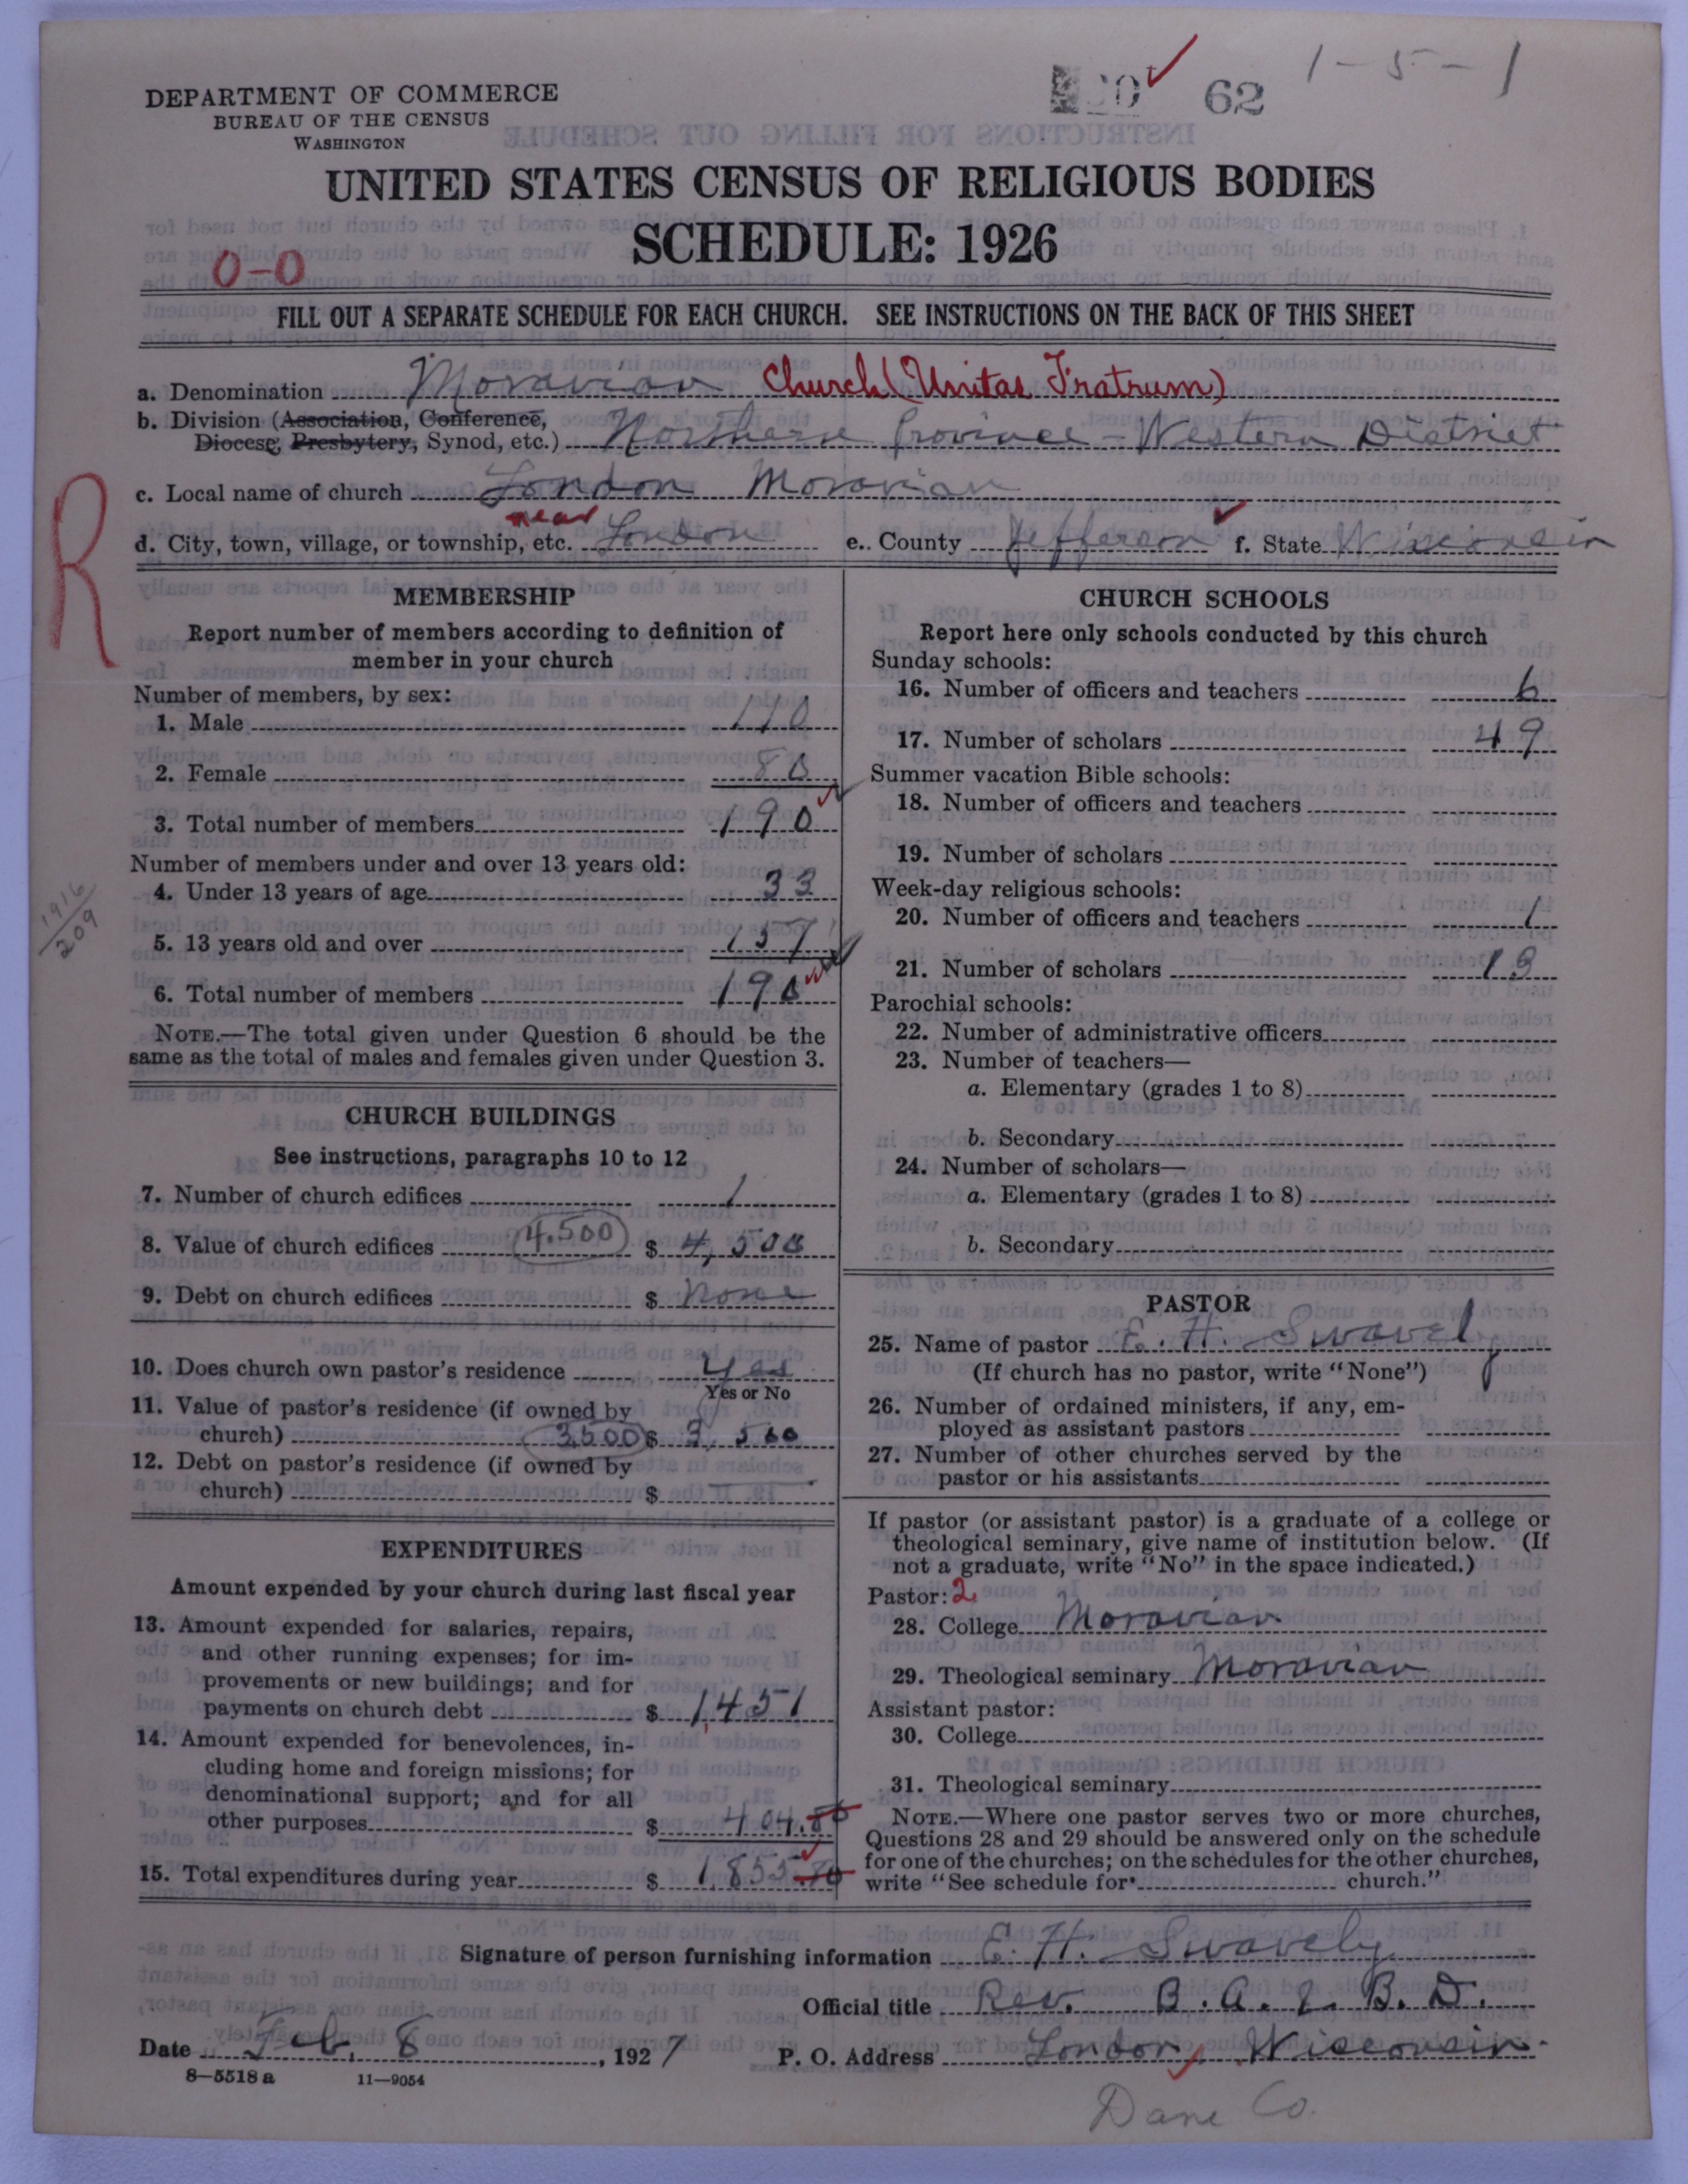 62 1-5-1
DEPARTMENT OF COMMERCE
BUREAU OF THE CENSUS
WASHINGTON
UNITED STATES CENSUS OF RELIGIOUS BODIES
SCHEDULE: 1926
0-0
FILL OUT A SEPARATE SCHEDULE FOR EACH CHURCH. SEE INSTRUCTIONS ON THE BACK OF THIS SHEET
a. Denomination Moravian Church (Unitas Fratrum)
b. Division (Association, Conference,
Diocese, Presbytery, Synod, etc.) Northern Province - Western District
R
c. Local name of church London Moravian
near
d. City, town, village, or township, etc. London e. County Jefferson f. State Wisconsin
MEMBERSHIP
Report number of members according to definition of
member in your church
Number of members, by sex:
1. Male 110
2. Female 80
3. Total number of members 190
Number of members under and over 13 years old:
4. Under 13 years of age 33
1916
209
5. 13 years old and over 157
6. Total number of members 190
NOTE.—The total given under Question 6 should be the
same as the total of males and females given under Question 3.
CHURCH BUILDINGS
See instructions, paragraphs 10 to 12
7. Number of church edifices 1
8. Value of church edifices 4,500 $ 4,500
9. Debt on church edifices $ None
10. Does church own pastor's residence yes
Yes or No
11. Value of pastor's residence (if owned by
church) 3,500 $ 3,500
12. Debt on pastor's residence (if owned by
church) $
EXPENDITURES
Amount expended by your church during last fiscal year
13. Amount expended for salaries, repairs,
and other running expenses; for im-
provements or new buildings; and for
payments on church debt $ 1,451
14. Amount expended for benevolences, in-
cluding home and foreign missions; for
denominational support; and for all
other purposes $ 404.80
15. Total expenditures during year $ 1,855.80
CHURCH SCHOOLS
Report here only schools conducted by this church
Sunday schools:
16. Number of officers and teachers 6
17. Number of scholars 49
Summer vacation Bible schools:
18. Number of officers and teachers
19. Number of scholars
Week-day religious schools:
20. Number of officers and teachers 1
21. Number of scholars 13
Parochial schools:
22. Number of administrative officers
23. Number of teachers—
a. Elementary (grades 1 to 8)
b. Secondary
24. Number of scholars—
a. Elementary (grades 1 to 8)
b. Secondary
PASTOR
25. Name of pastor E. H. Swavely
(If church has no pastor, write "None")
26. Number of ordained ministers, if any, em-
ployed as assistant pastors
27. Number of other churches served by the
pastor or his assistants
If pastor (or assistant pastor) is a graduate of a college or
theological seminary, give name of institution below. (If
not a graduate, write "No" in the space indicated.)
Pastor: 2
28. College Moravian
29. Theological seminary Moravian
Assistant pastor:
30. College
31. Theological seminary
NOTE.—Where one pastor serves two or more churches,
Questions 28 and 29 should be answered only on the schedule
for one of the churches; on the schedules for the other churches,
write "See schedule for church."
Signature of person furnishing information E. H. Swavely
Official title Rev. B. A. & B. D.
Date Feb. 8, 1927 P. O. Address London, Wisconsin
8—5518a 11—9054
Dane Co.